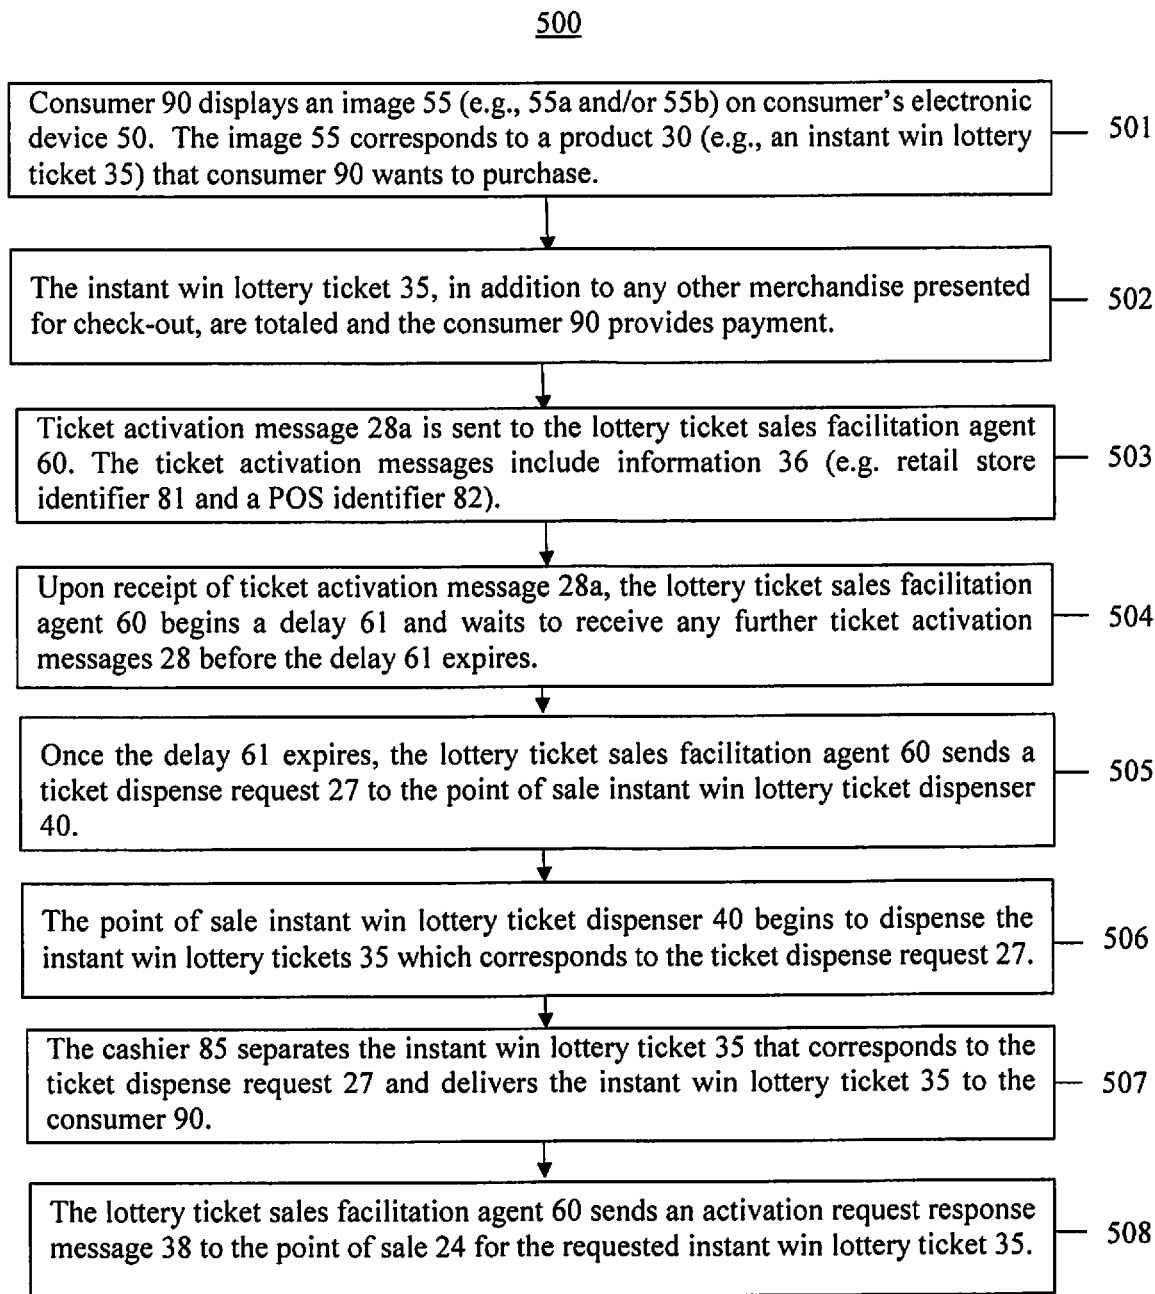 500
Consumer 90 displays an image 55 (e.g., 55a and/or 55b) on consumer's electronic
device 50. The image 55 corresponds to a product 30 (e.g., an instant win lottery
ticket 35) that consumer 90 wants to purchase.
501
The instant win lottery ticket 35, in addition to any other merchandise presented
for check-out, are totaled and the consumer 90 provides payment.
502
Ticket activation message 28a is sent to the lottery ticket sales facilitation agent
60. The ticket activation messages include information 36 (e.g. retail store
identifier 81 and a POS identifier 82).
503
Upon receipt of ticket activation message 28a, the lottery ticket sales facilitation
agent 60 begins a delay 61 and waits to receive any further ticket activation
messages 28 before the delay 61 expires.
504
Once the delay 61 expires, the lottery ticket sales facilitation agent 60 sends a
ticket dispense request 27 to the point of sale instant win lottery ticket dispenser
40.
505
The point of sale instant win lottery ticket dispenser 40 begins to dispense the
instant win lottery tickets 35 which corresponds to the ticket dispense request 27.
506
The cashier 85 separates the instant win lottery ticket 35 that corresponds to the
ticket dispense request 27 and delivers the instant win lottery ticket 35 to the
consumer 90.
507
The lottery ticket sales facilitation agent 60 sends an activation request response
message 38 to the point of sale 24 for the requested instant win lottery ticket 35.
508